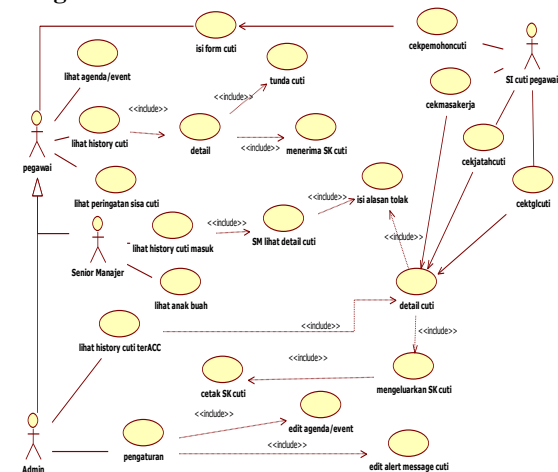 isi form cuti
cekpemohoncuti
lihat agenda/event
tunda cuti
SI cuti pegawai
<<include>>
cekmasakerja
<<include>>
lihat history cuti
detail
<<include>>
menerima SK cuti
cekjatahcuti
pegawai
isi alasan tolak
cektglcuti
lihat peringatan sisa cuti
<<include>>
<<include>>
lihat history cuti masuk
SM lihat detail cuti
<<include>>
Senior Manajer
lihat anak buah
detail cuti
<<include>>
<<include>>
lihat history cuti terACC
<<include>>
cetak SK cuti
mengeluarkan SK cuti
<<include>>
edit agenda/event
pengaturan
<<include>>
Admin
edit alert message cuti